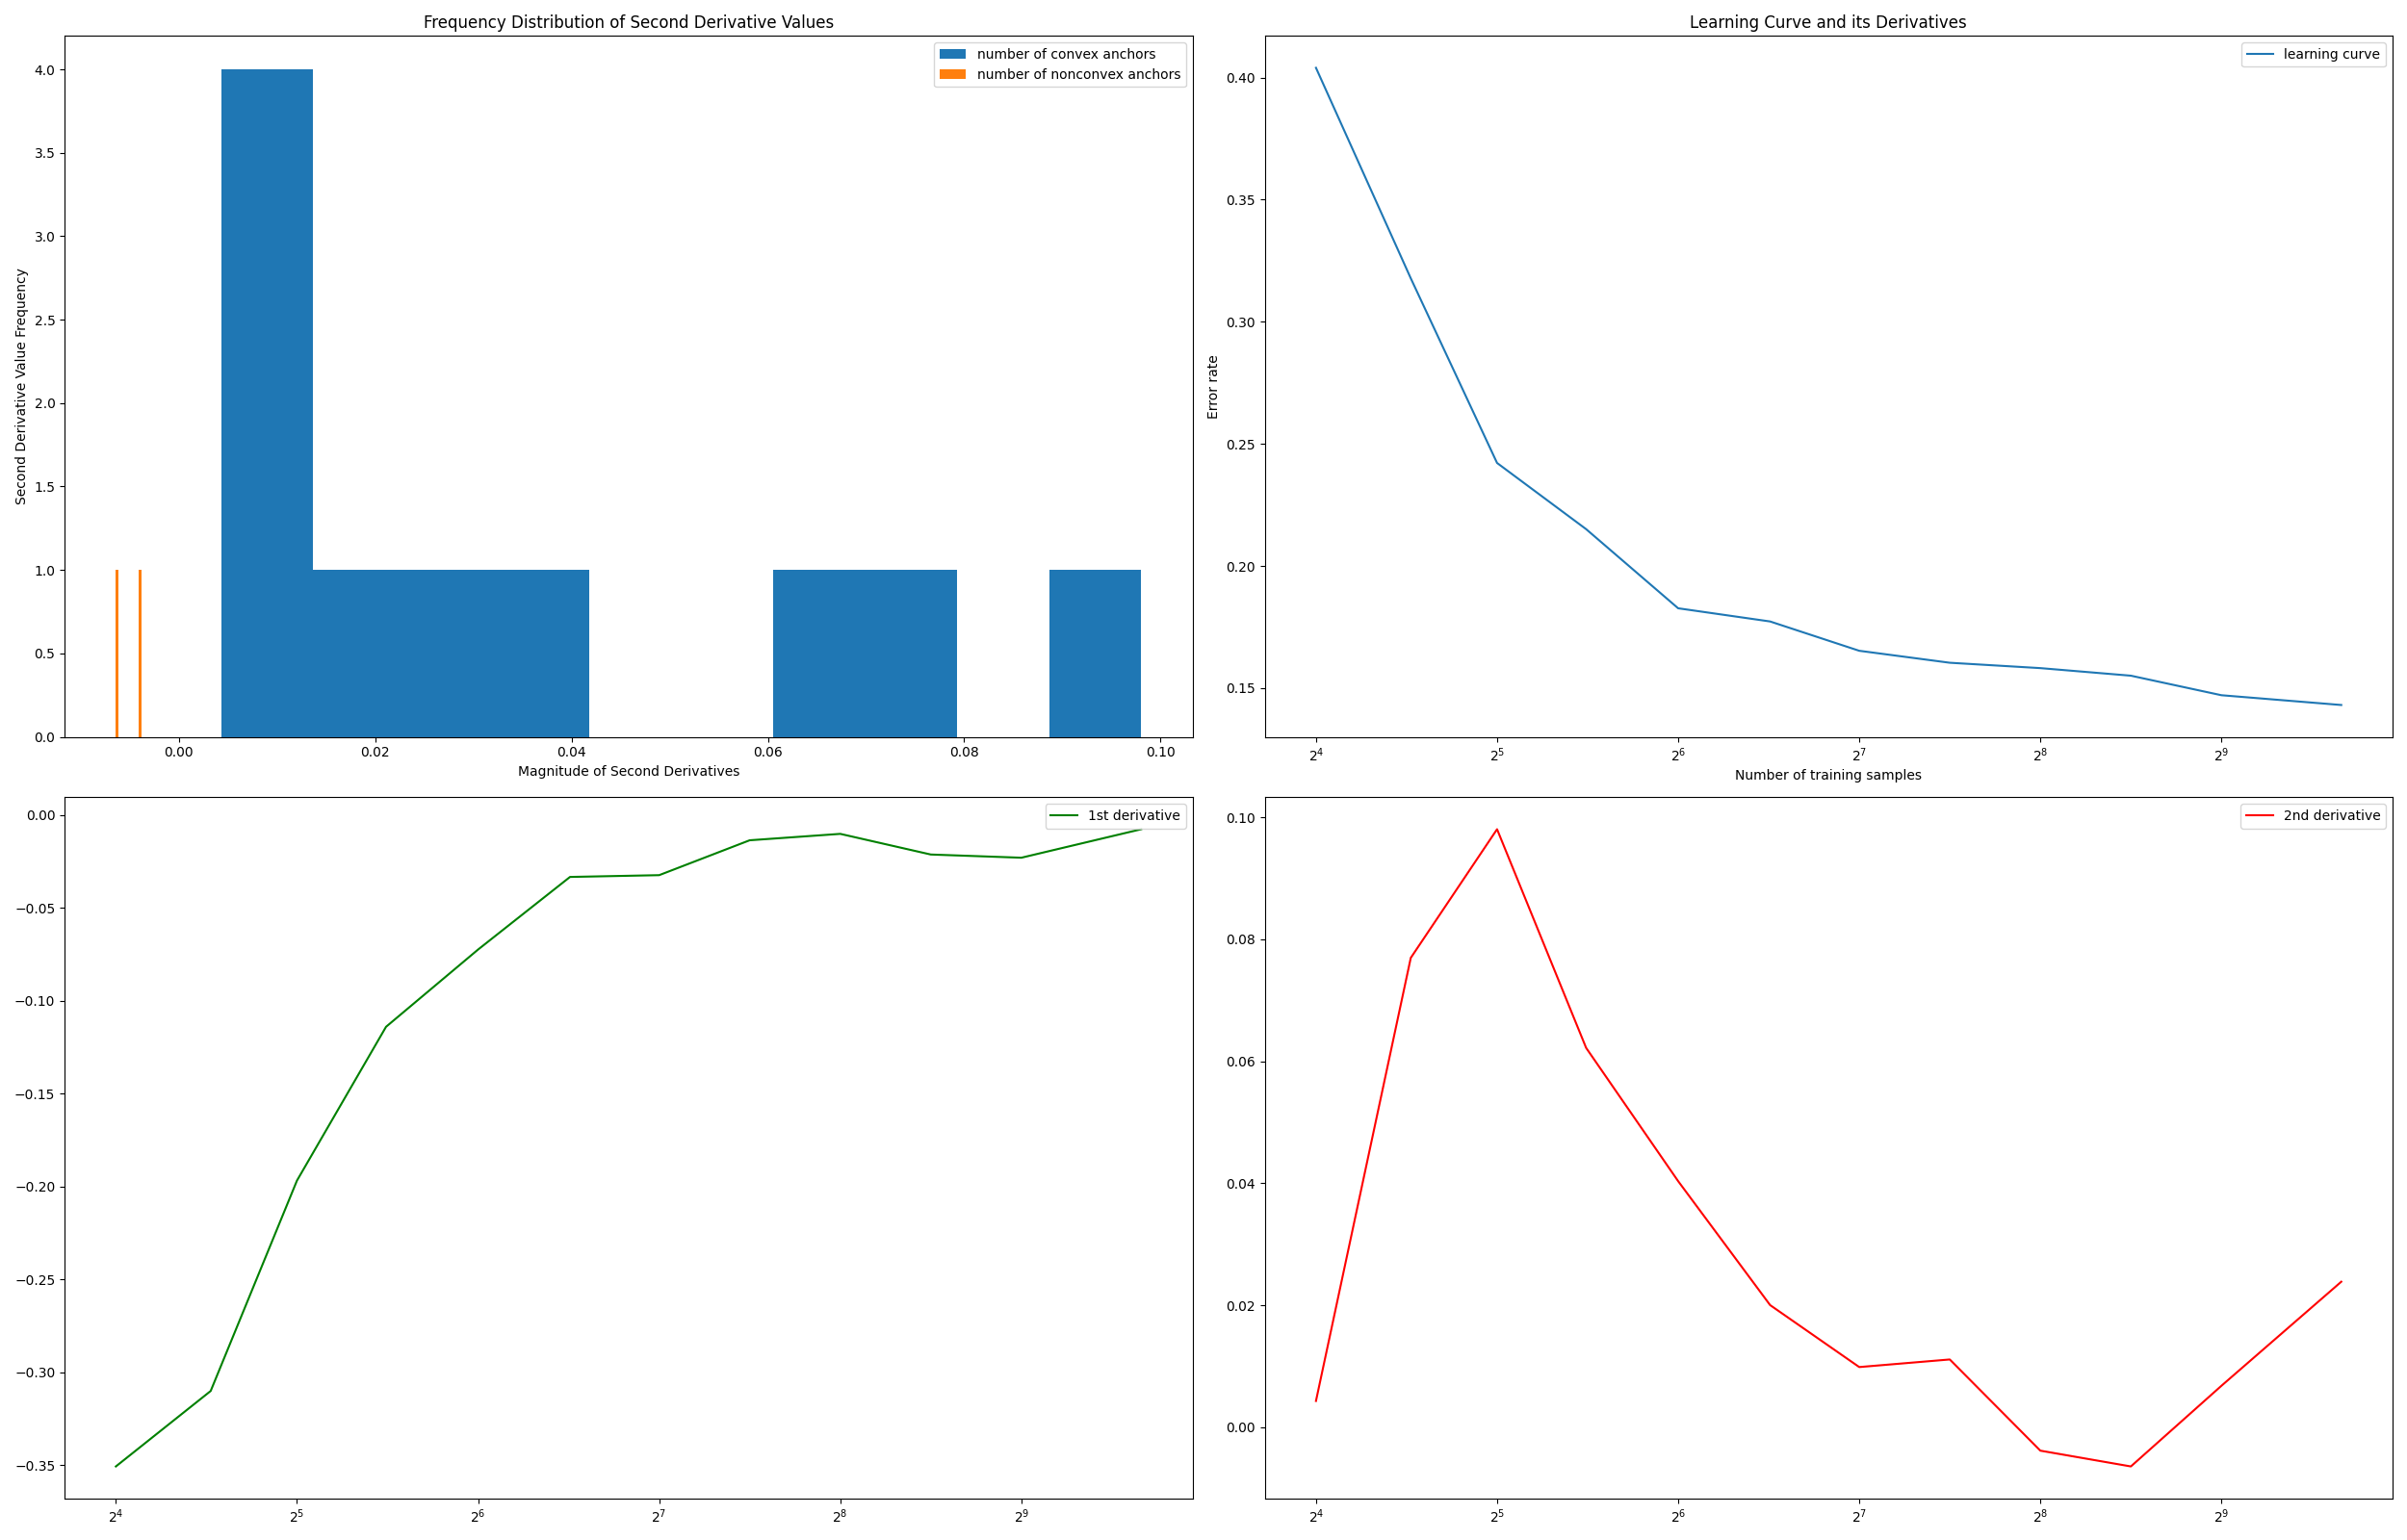 Frequency Distribution of Second Derivative Values
number of convex anchors
number of nonconvex anchors
Second Derivative Value Frequency
4.0
3.5
3.0
2.5
2.0
1.5
1.0
0.5
0.0
0.00 0.02 0.04 0.06 0.08 0.10
Magnitude of Second Derivatives
Learning Curve and its Derivatives
learning curve
Error rate
0.40
0.35
0.30
0.25
0.20
0.15
2⁴ 2⁵ 2⁶ 2⁷ 2⁸ 2⁹
Number of training samples
1st derivative
0.00
−0.05
−0.10
−0.15
−0.20
−0.25
−0.30
−0.35
2⁴ 2⁵ 2⁶ 2⁷ 2⁸ 2⁹
2nd derivative
0.10
0.08
0.06
0.04
0.02
0.00
2⁴ 2⁵ 2⁶ 2⁷ 2⁸ 2⁹